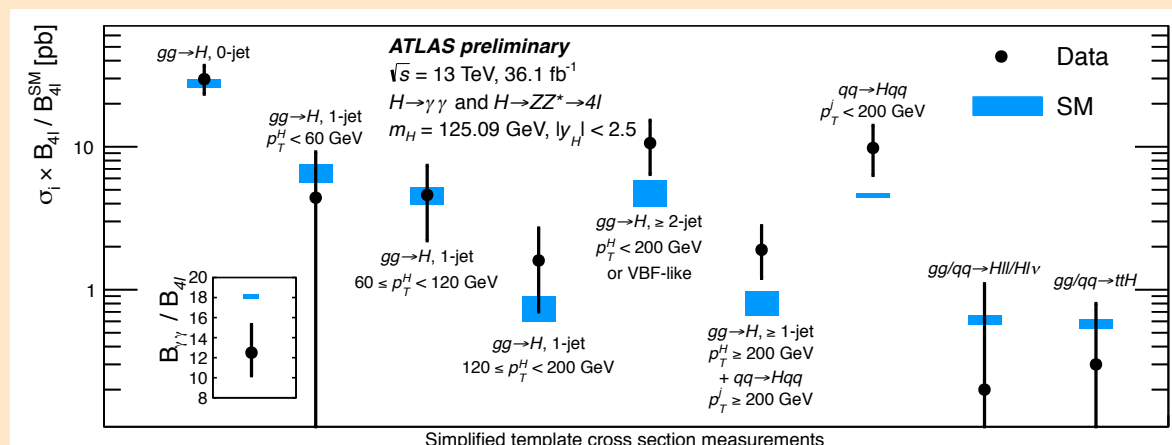 σ_i × B_4l / B_4l^SM [pb]
10
1
gg→H, 0-jet
gg→H, 1-jet
p_T^H < 60 GeV
ATLAS preliminary
√s = 13 TeV, 36.1 fb⁻¹
H→γγ and H→ZZ*→4l
m_H = 125.09 GeV, |y_H| < 2.5
Data
SM
qq→Hqq
p_T^j < 200 GeV
gg→H, 1-jet
60 ≤ p_T^H < 120 GeV
gg→H, 1-jet
120 ≤ p_T^H < 200 GeV
gg→H, ≥ 2-jet
p_T^H < 200 GeV
or VBF-like
gg→H, ≥ 1-jet
p_T^H ≥ 200 GeV
+ qq→Hqq
p_T^j ≥ 200 GeV
gg/qq→Hll/Hlν
gg/qq→ttH
B_γγ / B_4l
20
18
16
14
12
10
8
Simplified template cross section measurements